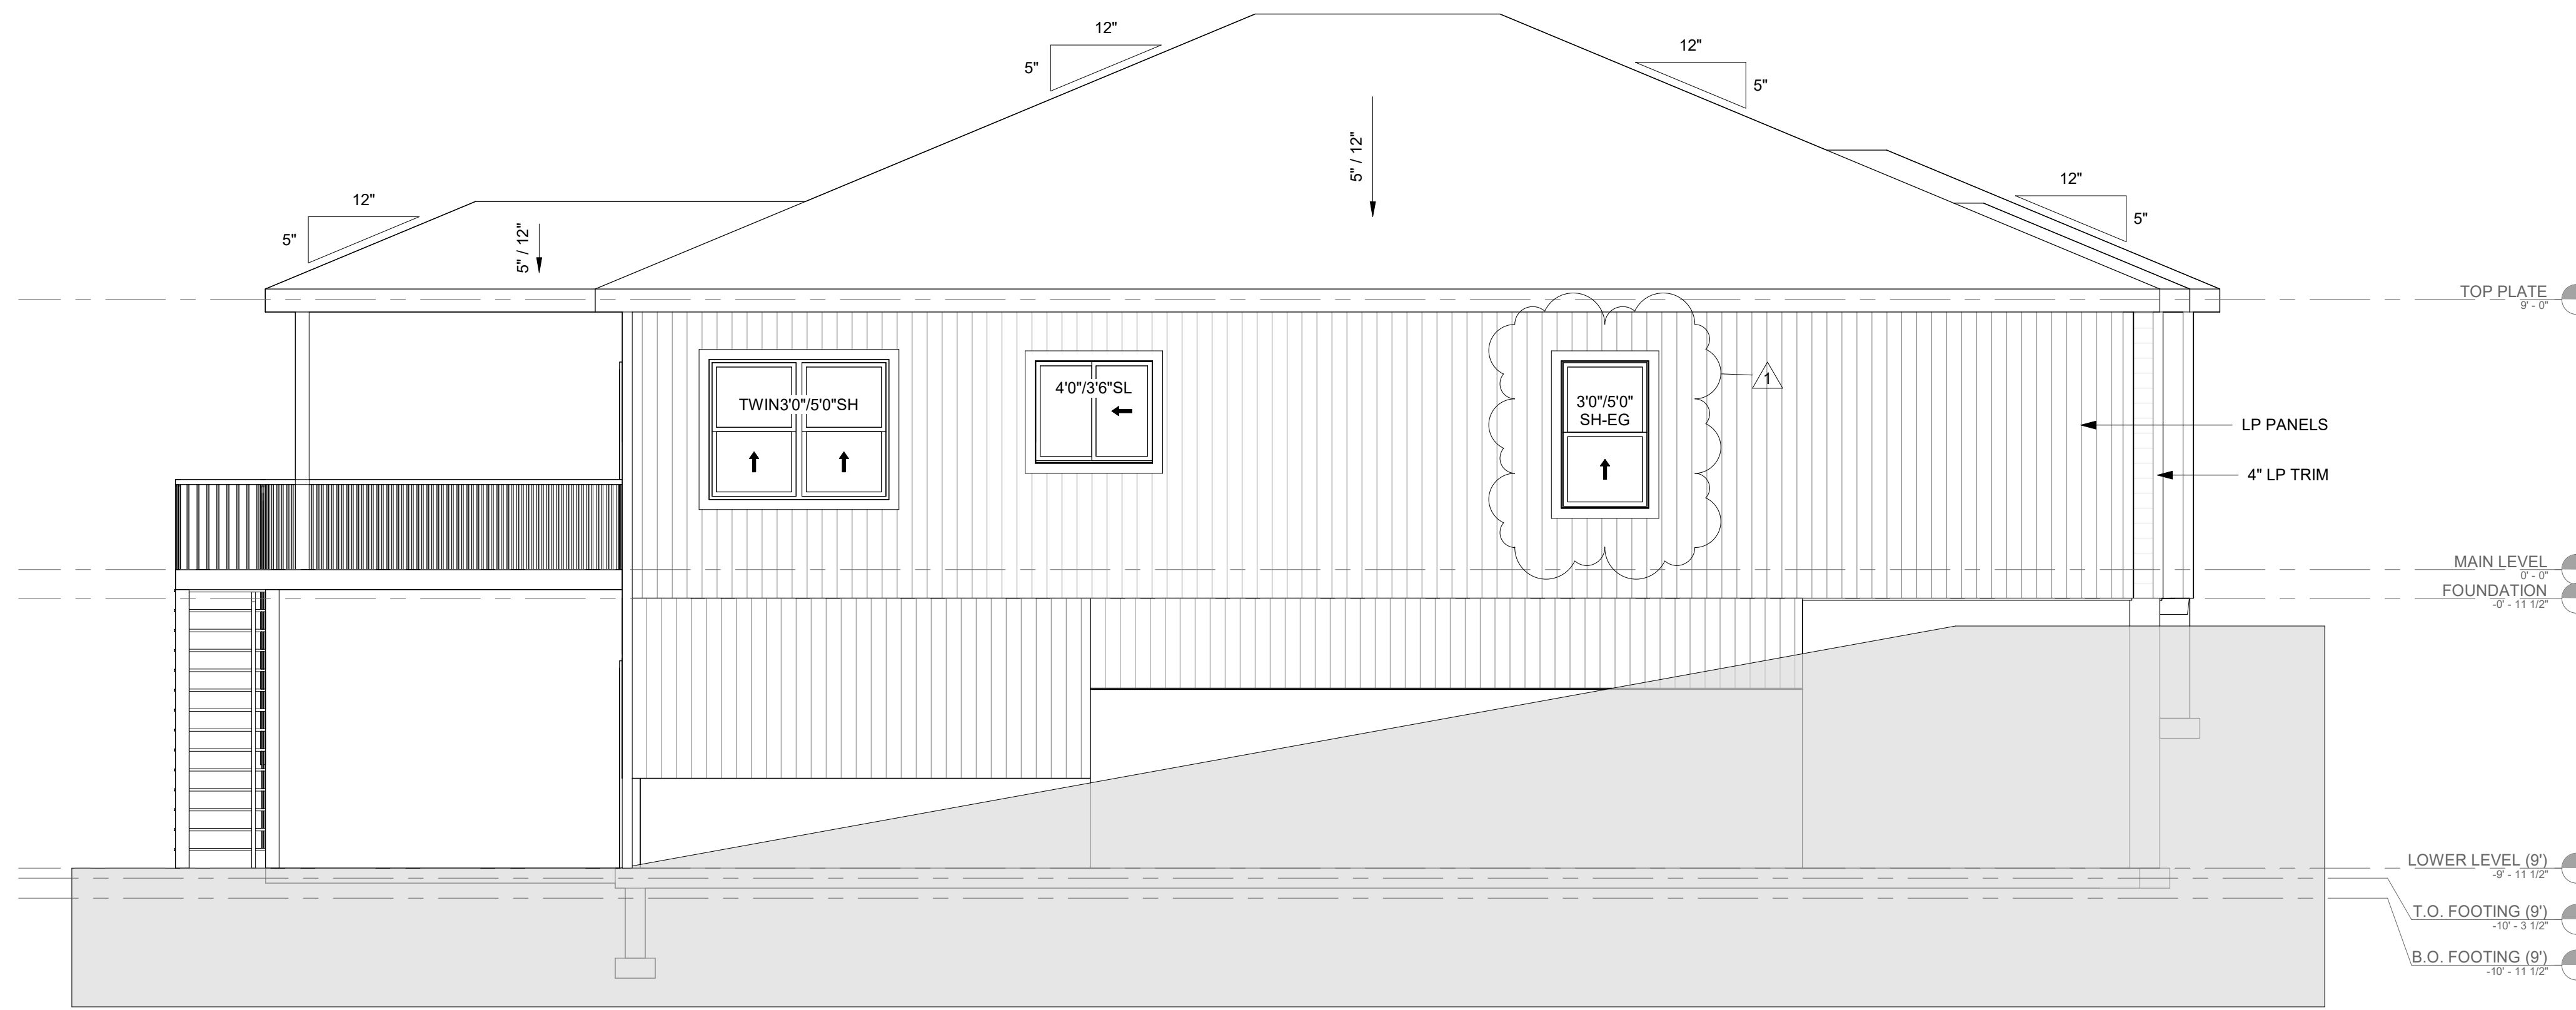 12"
5"
12"
5"
5" / 12"
12"
5"
12"
5"
5" / 12"
TOP PLATE
9' - 0"
TWIN3'0"/5'0"SH
4'0"/3'6"SL
3'0"/5'0"
SH-EG
1
LP PANELS
4" LP TRIM
MAIN LEVEL
0' - 0"
FOUNDATION
-0' - 11 1/2"
LOWER LEVEL (9')
-9' - 11 1/2"
T.O. FOOTING (9')
-10' - 3 1/2"
B.O. FOOTING (9')
-10' - 11 1/2"